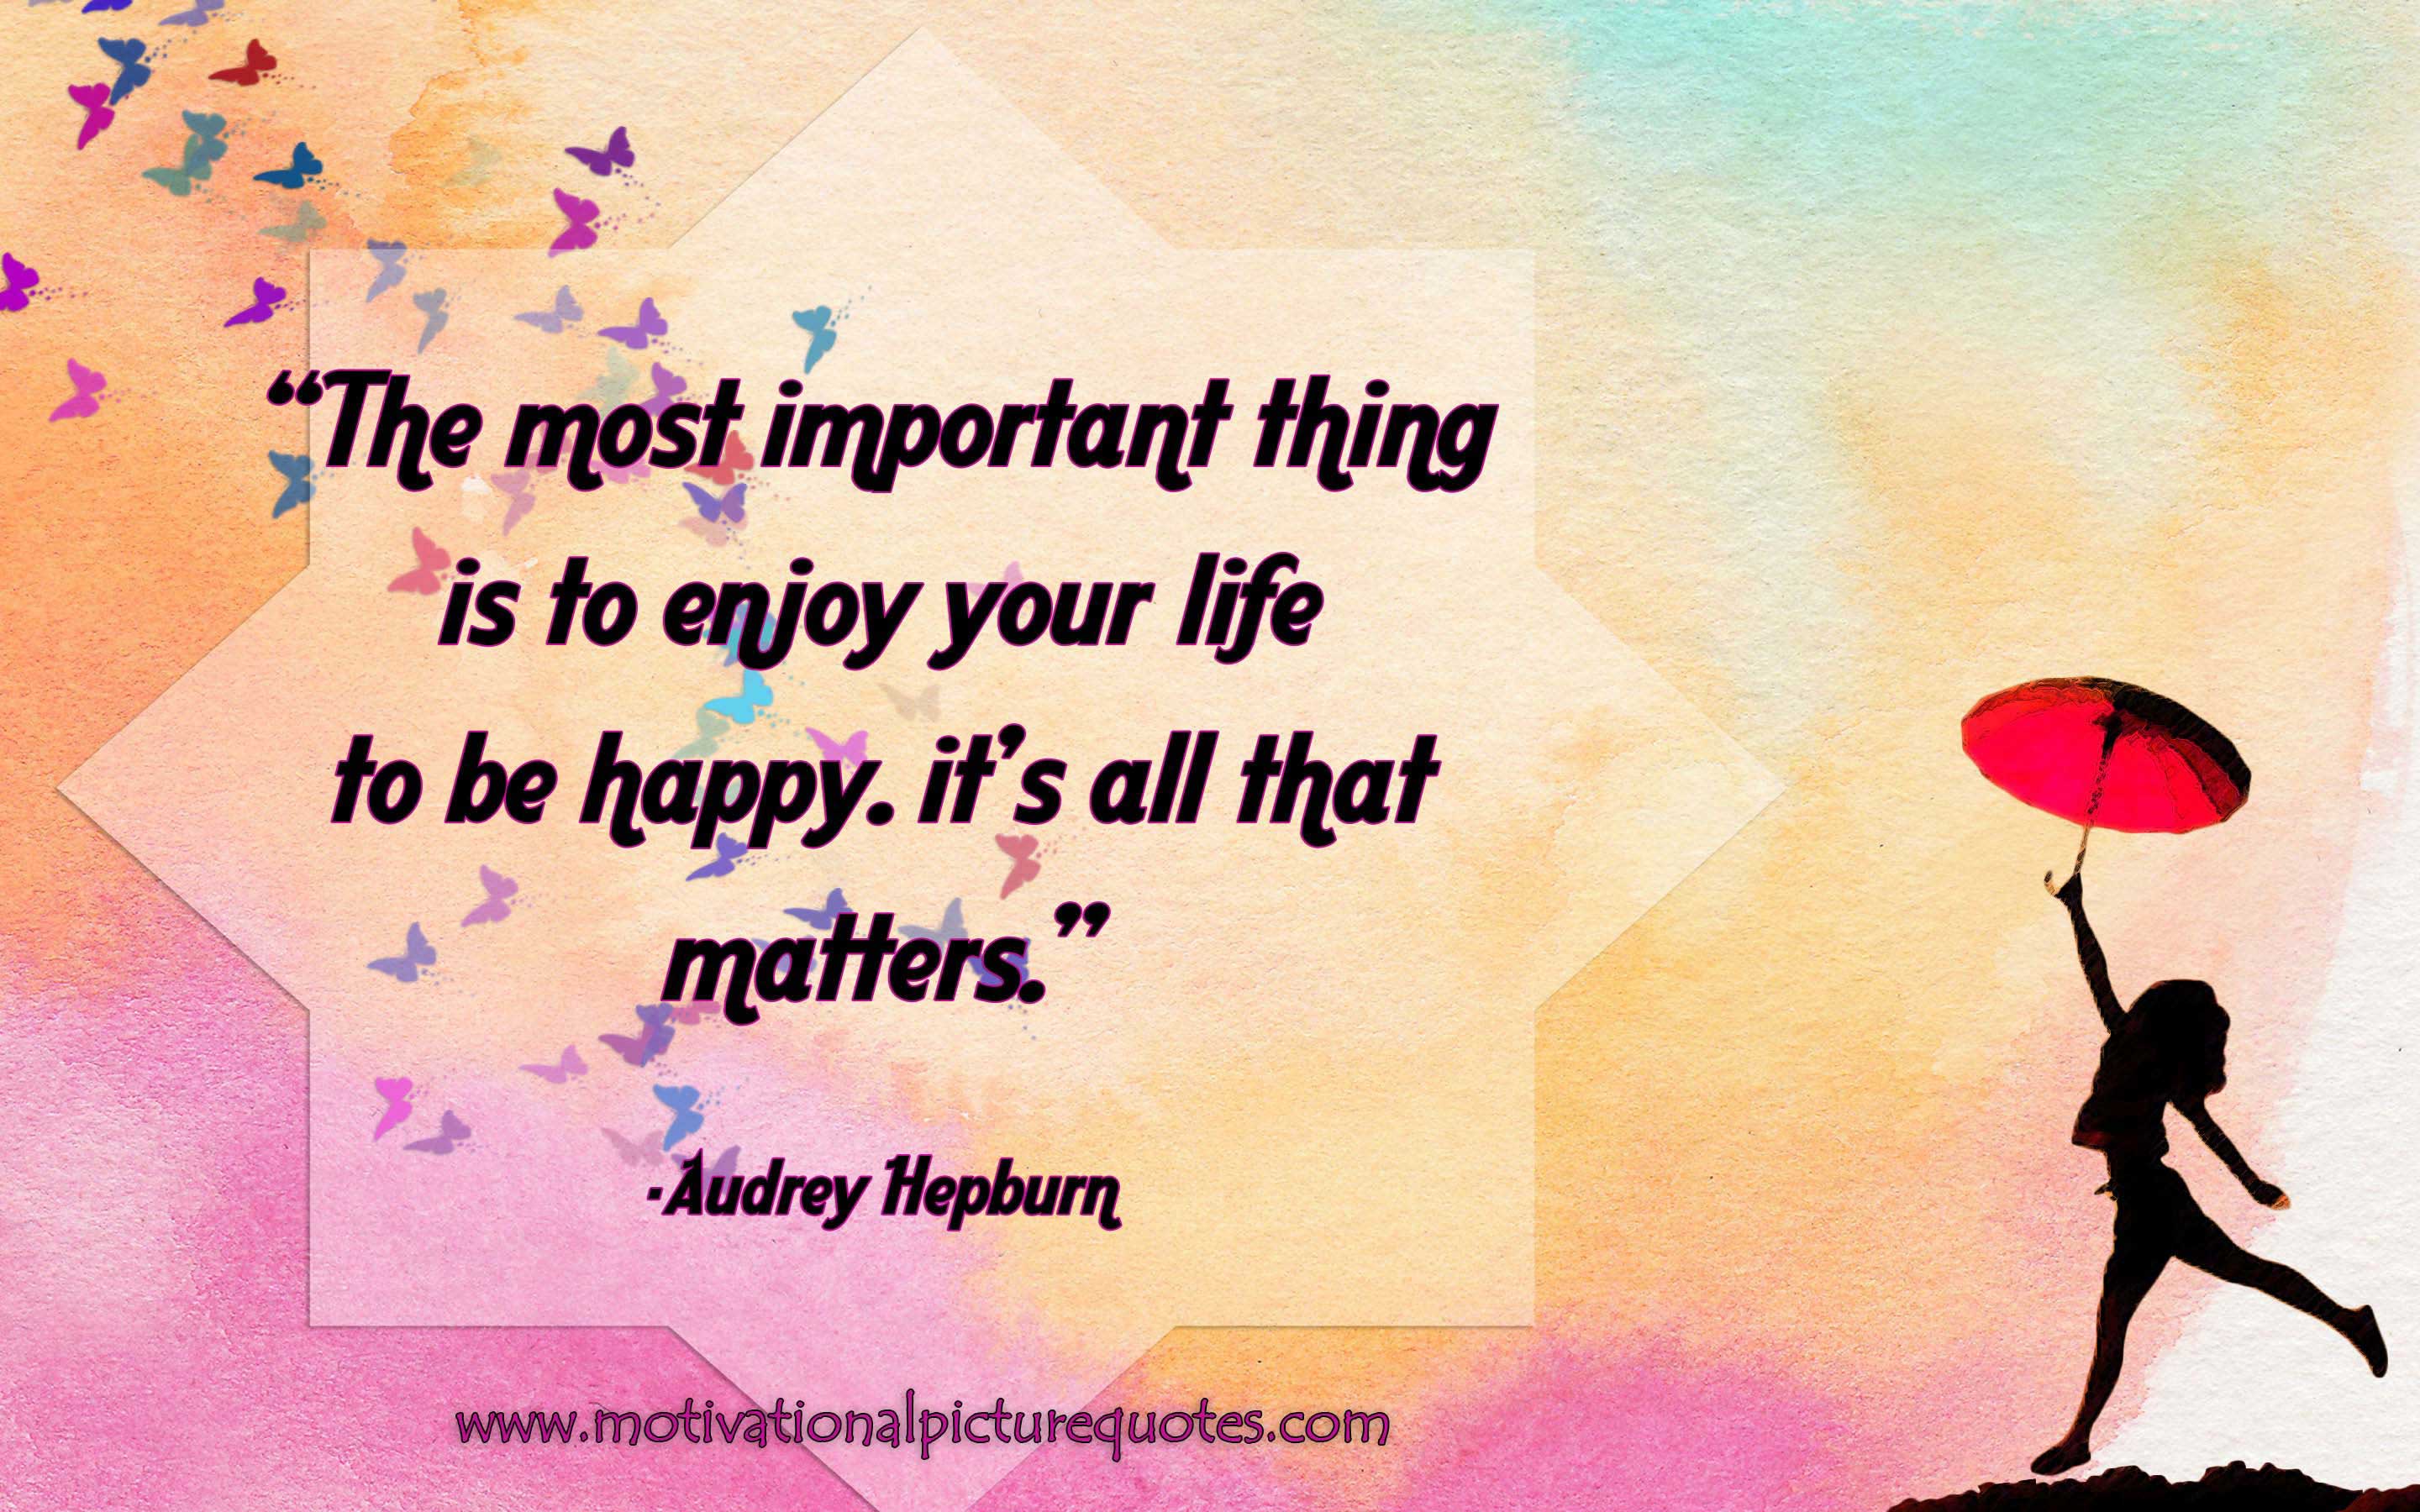 “The most important thing
is to enjoy your life
to be happy. it’s all that
matters.”
-Audrey Hepburn
www.motivationalpicturequotes.com